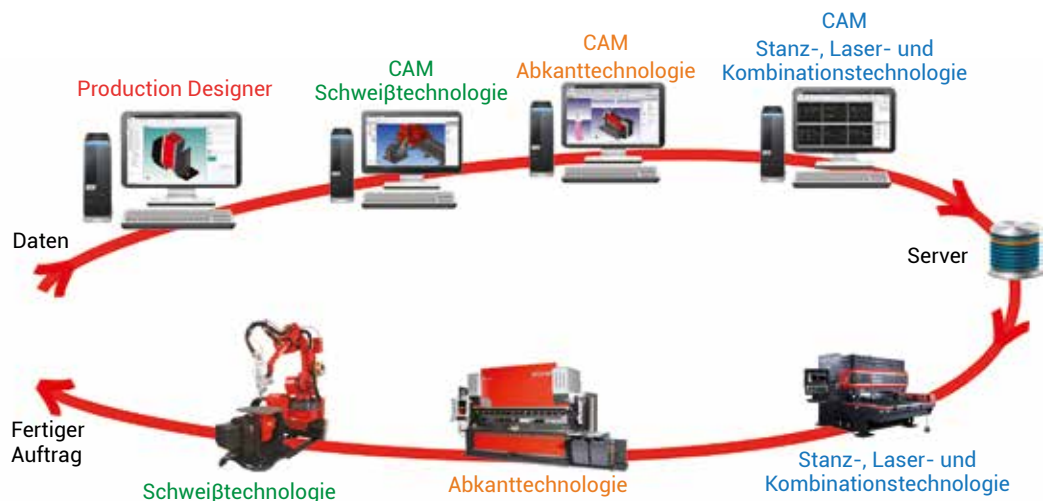 CAM
Stanz-, Laser- und
Kombinationstechnologie
CAM
Abkanttechnologie
CAM
Schweiβtechnologie
Production Designer
Daten
Server
Fertiger
Auftrag
Schweiβtechnologie
Abkanttechnologie
Stanz-, Laser- und
Kombinationstechnologie